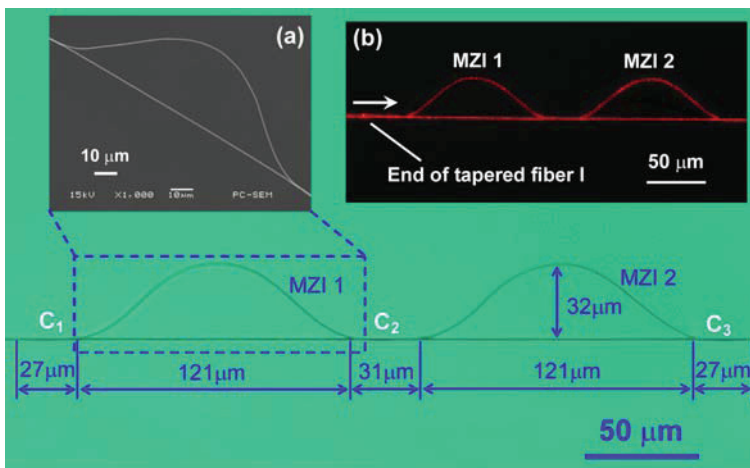 (a)
10 μm
15kV X1,000 10μm PC-SEM
(b)
MZI 1 MZI 2
End of tapered fiber I
50 μm
MZI 1
MZI 2
32μm
C1 C2 C3
27μm 121μm 31μm 121μm 27μm
50 μm